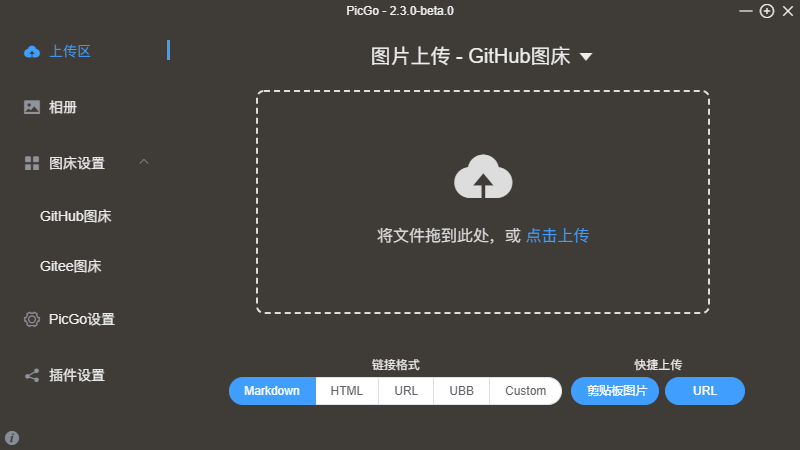 PicGo - 2.3.0-beta.0
上传区
相册
图床设置
GitHub图床
Gitee图床
PicGo设置
插件设置
图片上传 - GitHub图床
将文件拖到此处，或 点击上传
链接格式
Markdown HTML URL UBB Custom
快捷上传
剪贴板图片 URL